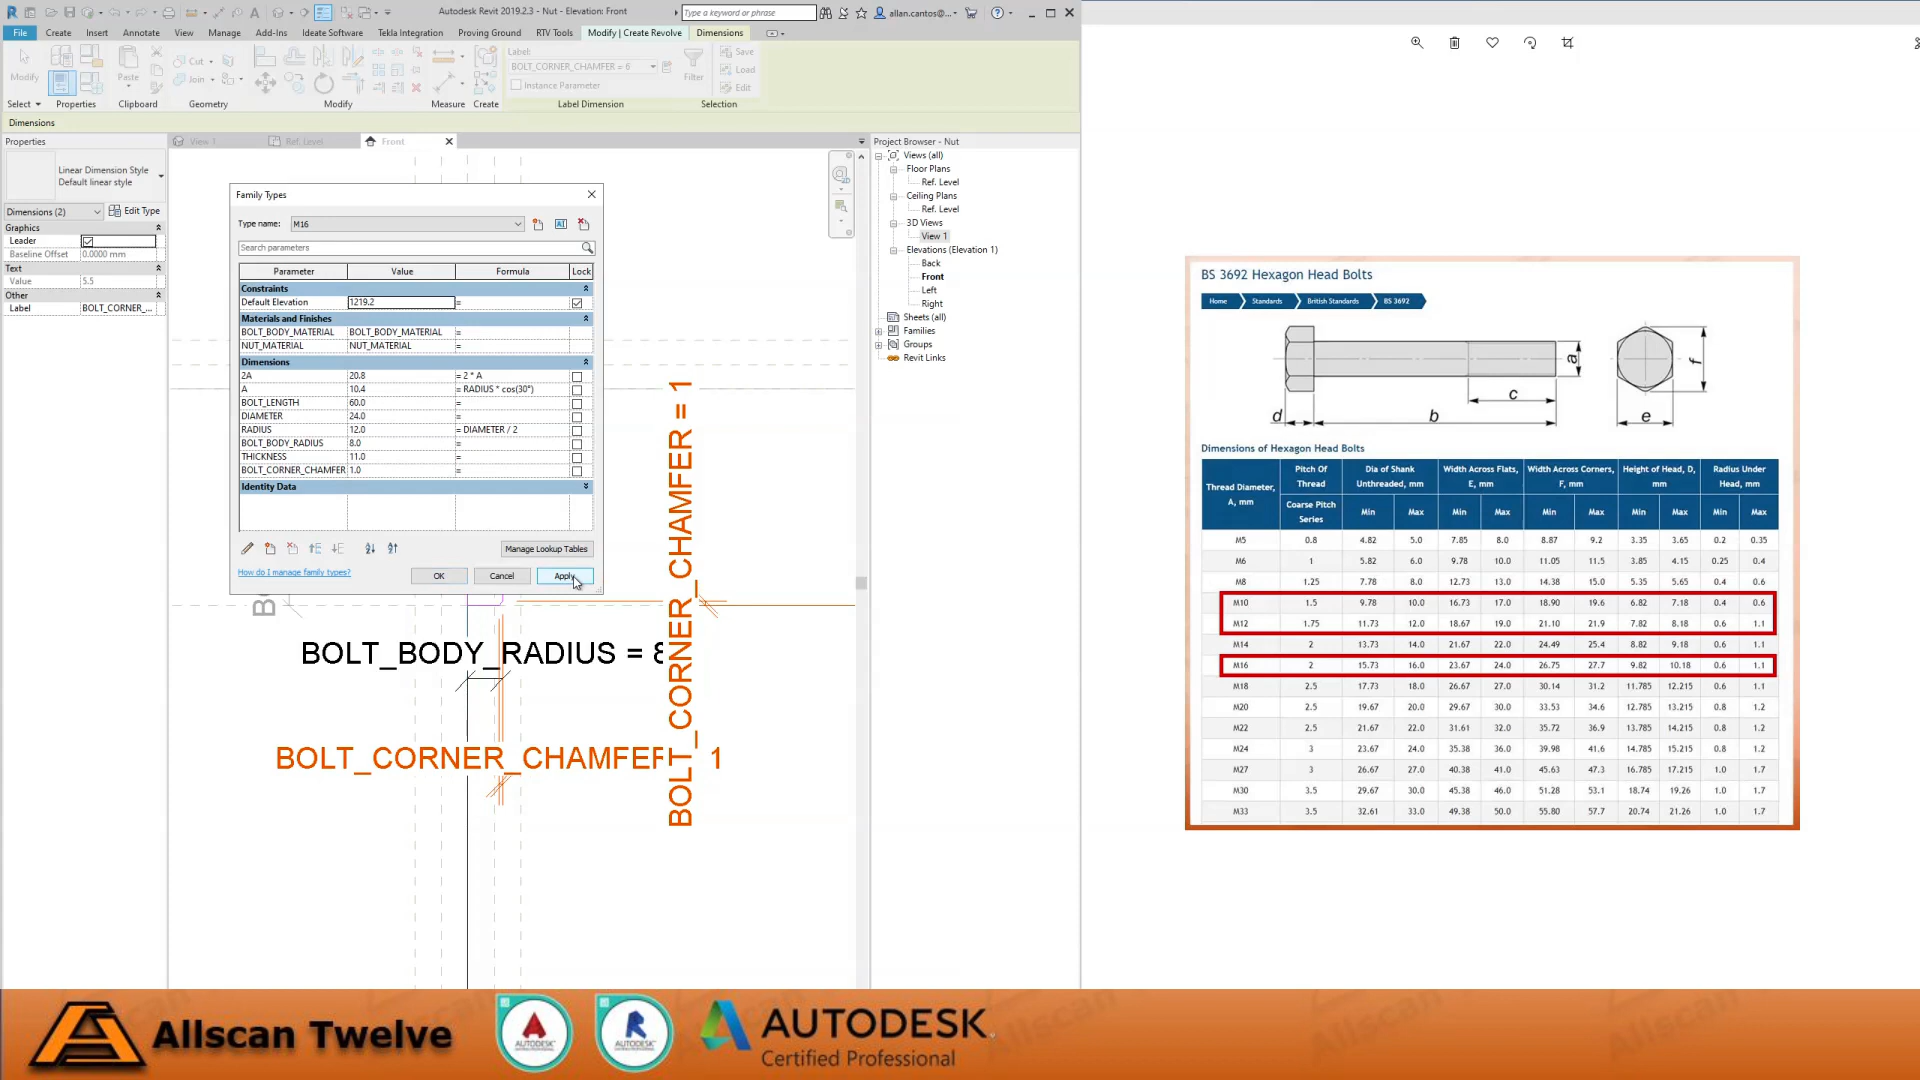 Autodesk Revit 2019.2.3 - Nut - Elevation: Front
Type a keyword or phrase
allan.cantos@...
File Create Insert Annotate View Manage Add-Ins Ideate Software Tekla Integration Proving Ground RTV Tools Modify | Create Revolve Dimensions
Modify Paste Cut Join Filter Save Load Edit
Label:
BOLT_CORNER_CHAMFER = 6
Instance Parameter
Select Properties Clipboard Geometry Modify Measure Create Label Dimension Selection
Dimensions
Properties
View 1 Ref. Level Front
Linear Dimension Style
Default linear style
Dimensions (2) Edit Type
Graphics
Leader
Baseline Offset 0.0000 mm
Text
Value 5.5
Other
Label BOLT_CORNER_...
Family Types
Type name: M16
Search parameters
Parameter Value Formula Lock
Constraints
Default Elevation 1219.2 =
Materials and Finishes
BOLT_BODY_MATERIAL BOLT_BODY_MATERIAL =
NUT_MATERIAL NUT_MATERIAL =
Dimensions
2A 20.8 = 2 * A
A 10.4 = RADIUS * cos(30°)
BOLT_LENGTH 60.0 =
DIAMETER 24.0 =
RADIUS 12.0 = DIAMETER / 2
BOLT_BODY_RADIUS 8.0 =
THICKNESS 11.0 =
BOLT_CORNER_CHAMFER 1.0 =
Identity Data
Manage Lookup Tables
How do I manage family types?
OK Cancel Apply
BOLT_BODY_RADIUS = 8
BOLT_CORNER_CHAMFER 1
BOLT_CORNER_CHAMFER = 1
Project Browser - Nut
Views (all)
Floor Plans
Ref. Level
Ceiling Plans
Ref. Level
3D Views
View 1
Elevations (Elevation 1)
Back
Front
Left
Right
Sheets (all)
Families
Groups
Revit Links
BS 3692 Hexagon Head Bolts
Home Standards British Standards BS 3692
a f c d b e
Dimensions of Hexagon Head Bolts
Thread Diameter, A, mm Pitch Of Thread Dia of Shank Unthreaded, mm Width Across Flats, E, mm Width Across Corners, F, mm Height of Head, D, mm Radius Under Head, mm
Coarse Pitch Series Min Max Min Max Min Max Min Max Min Max
M5 0.8 4.82 5.0 7.85 8.0 8.87 9.2 3.35 3.65 0.2 0.35
M6 1 5.82 6.0 9.78 10.0 11.05 11.5 3.85 4.15 0.25 0.4
M8 1.25 7.78 8.0 12.73 13.0 14.38 15.0 5.35 5.65 0.4 0.6
M10 1.5 9.78 10.0 16.73 17.0 18.90 19.6 6.82 7.18 0.4 0.6
M12 1.75 11.73 12.0 18.67 19.0 21.10 21.9 7.82 8.18 0.6 1.1
M14 2 13.73 14.0 21.67 22.0 24.49 25.4 8.82 9.18 0.6 1.1
M16 2 15.73 16.0 23.67 24.0 26.75 27.7 9.82 10.18 0.6 1.1
M18 2.5 17.73 18.0 26.67 27.0 30.14 31.2 11.785 12.215 0.6 1.1
M20 2.5 19.67 20.0 29.67 30.0 33.53 34.6 12.785 13.215 0.8 1.2
M22 2.5 21.67 22.0 31.61 32.0 35.72 36.9 13.785 14.215 0.8 1.2
M24 3 23.67 24.0 35.38 36.0 39.98 41.6 14.785 15.215 0.8 1.2
M27 3 26.67 27.0 40.38 41.0 45.63 47.3 16.785 17.215 1.0 1.7
M30 3.5 29.67 30.0 45.38 46.0 51.28 53.1 18.74 19.26 1.0 1.7
M33 3.5 32.61 33.0 49.38 50.0 55.80 57.7 20.74 21.26 1.0 1.7
Allscan Twelve
AUTODESK
AUTODESK
AUTODESK
Certified Professional